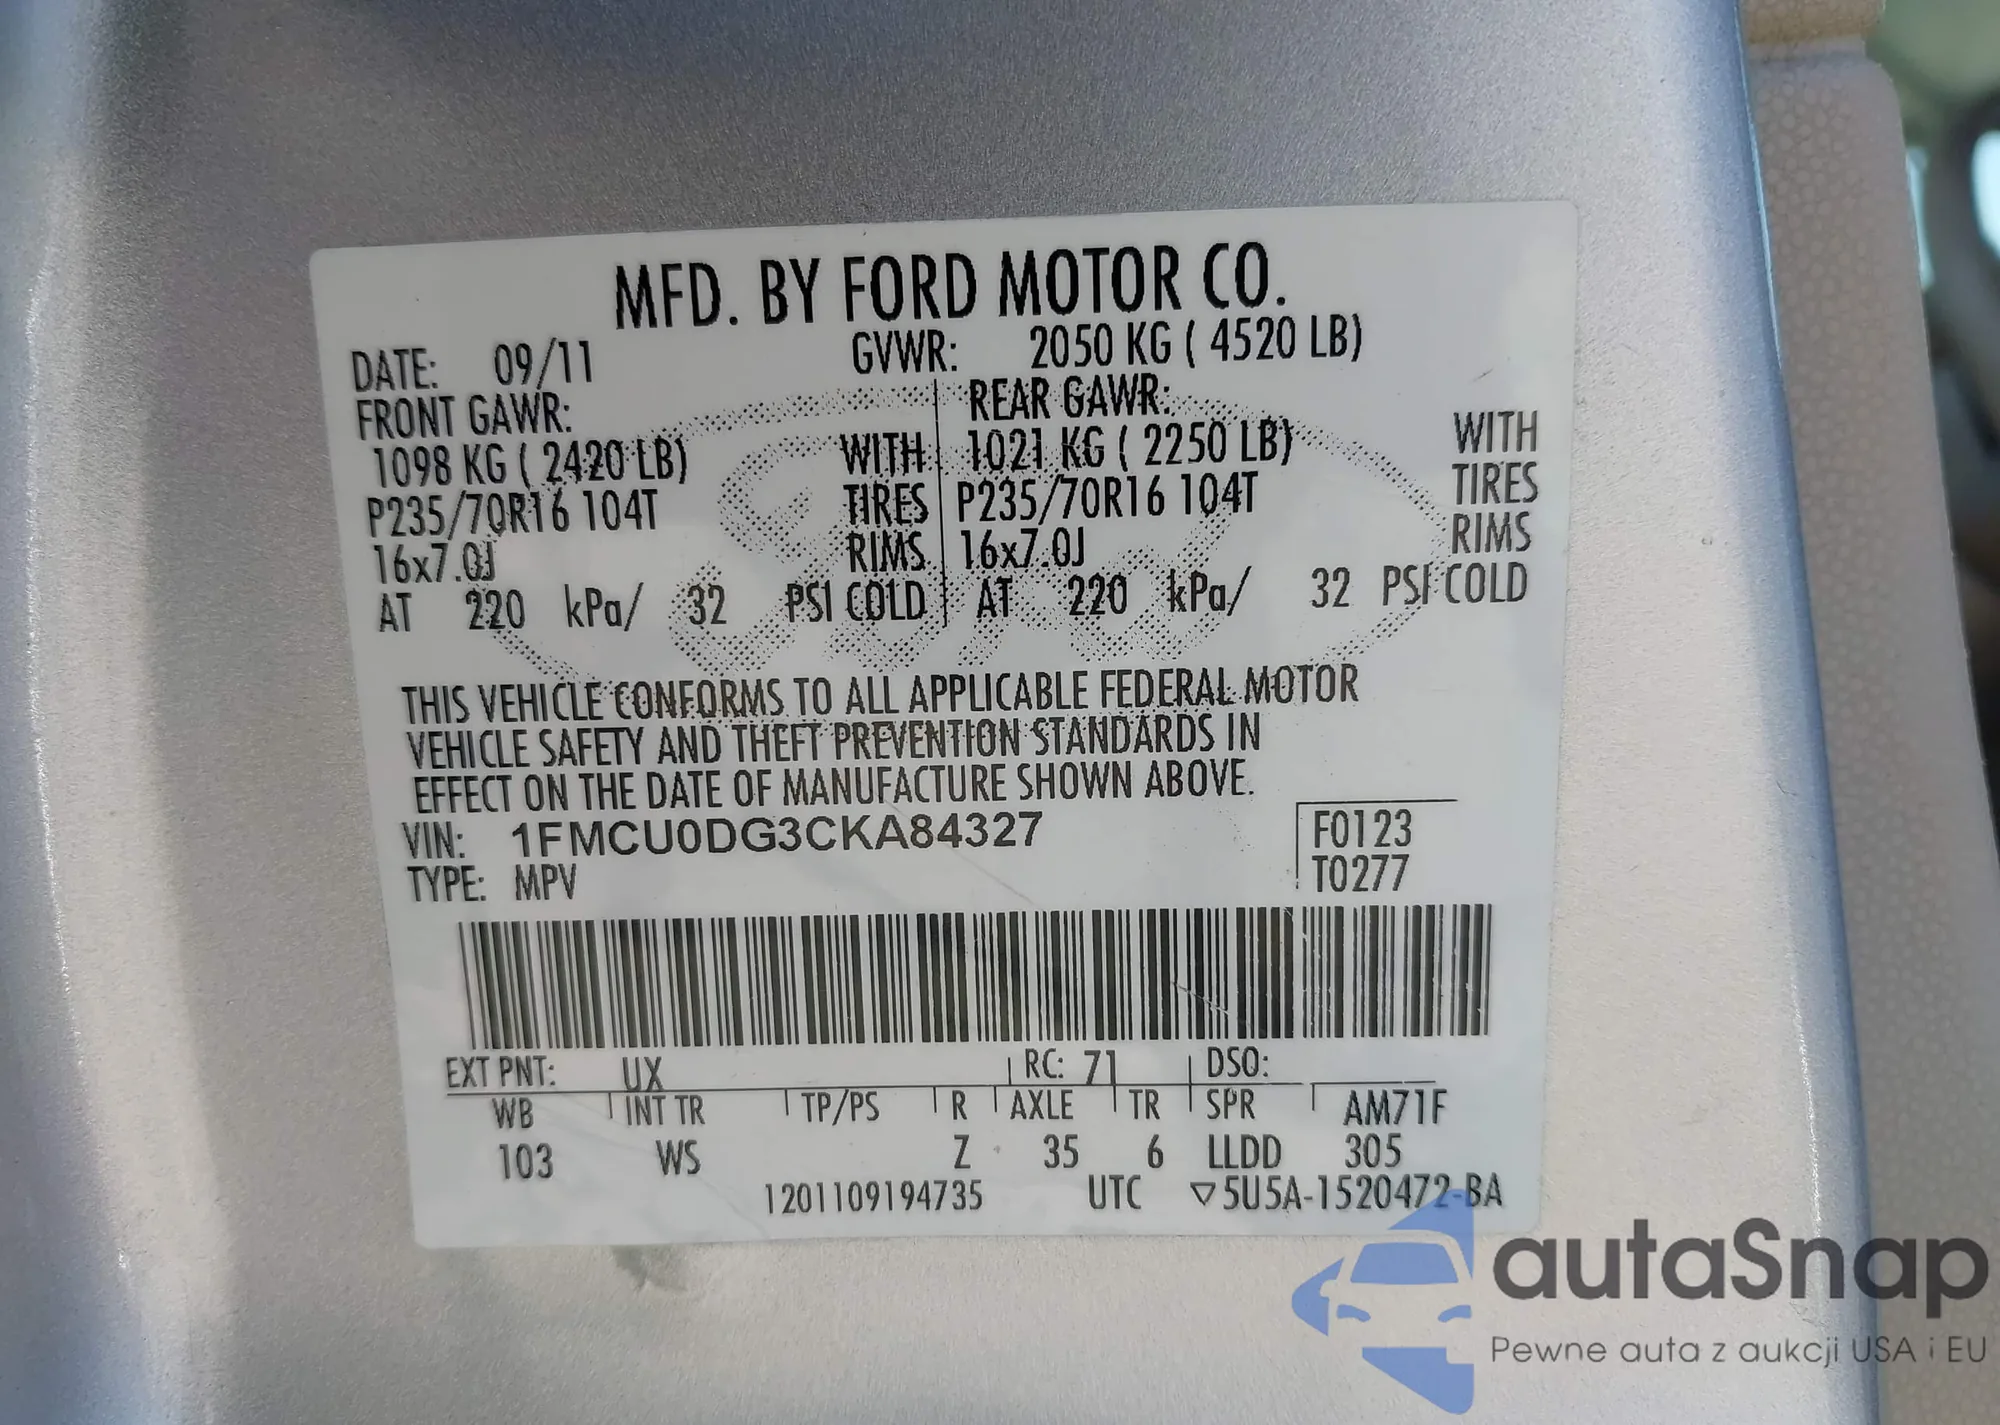 MFD. BY FORD MOTOR CO.
DATE: 09/11 GVWR: 2050 KG ( 4520 LB)
FRONT GAWR: REAR GAWR:
1098 KG ( 2420 LB) WITH 1021 KG ( 2250 LB) WITH
P235/70R16 104T TIRES P235/70R16 104T TIRES
16x7.0J RIMS 16x7.0J RIMS
AT 220 kPa/ 32 PSI COLD AT 220 kPa/ 32 PSI COLD
THIS VEHICLE CONFORMS TO ALL APPLICABLE FEDERAL MOTOR
VEHICLE SAFETY AND THEFT PREVENTION STANDARDS IN
EFFECT ON THE DATE OF MANUFACTURE SHOWN ABOVE.
VIN: 1FMCU0DG3CKA84327 F0123
TYPE: MPV T0277
EXT PNT: UX RC: 71 DSO:
WB INT TR TP/PS R AXLE TR SPR AM71F
103 WS Z 35 6 LLDD 305
1201109194735 UTC ▽5U5A-1520472-BA
autaSnap
Pewne auta z aukcji USA i EU